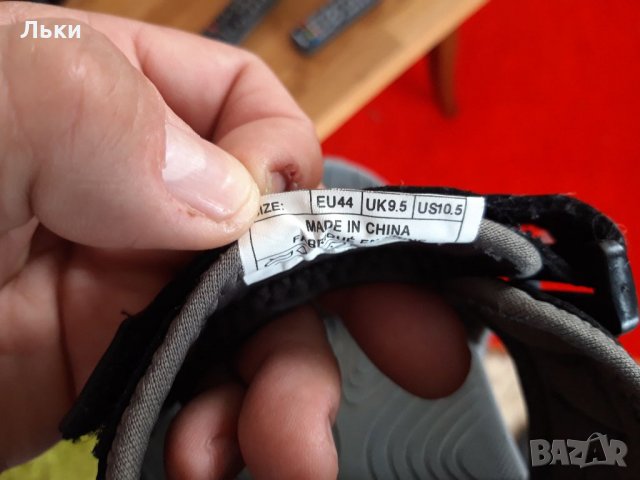 Льки
SIZE: EU44 UK9.5 US10.5
MADE IN CHINA
BAZAR